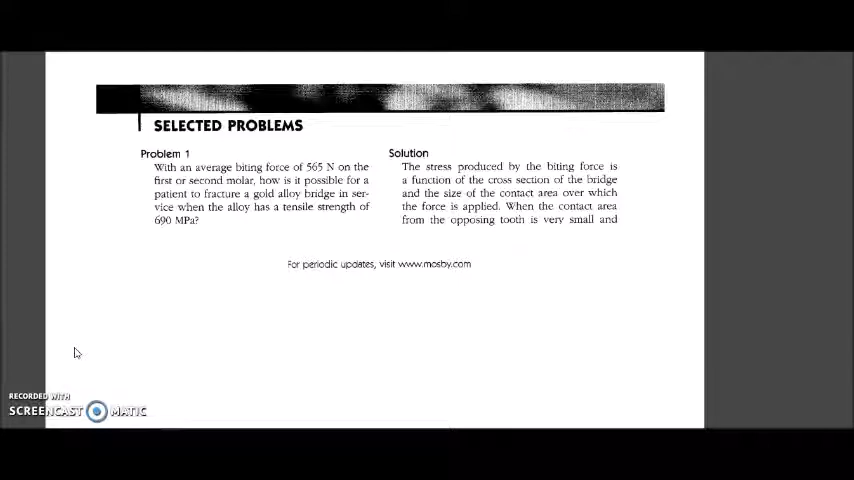 SELECTED PROBLEMS
Problem 1
With an average biting force of 565 N on the
first or second molar, how is it possible for a
patient to fracture a gold alloy bridge in ser-
vice when the alloy has a tensile strength of
690 MPa?
Solution
The stress produced by the biting force is
a function of the cross section of the bridge
and the size of the contact area over which
the force is applied. When the contact area
from the opposing tooth is very small and
For periodic updates, visit www.mosby.com
RECORDED WITH
SCREENCAST MATIC